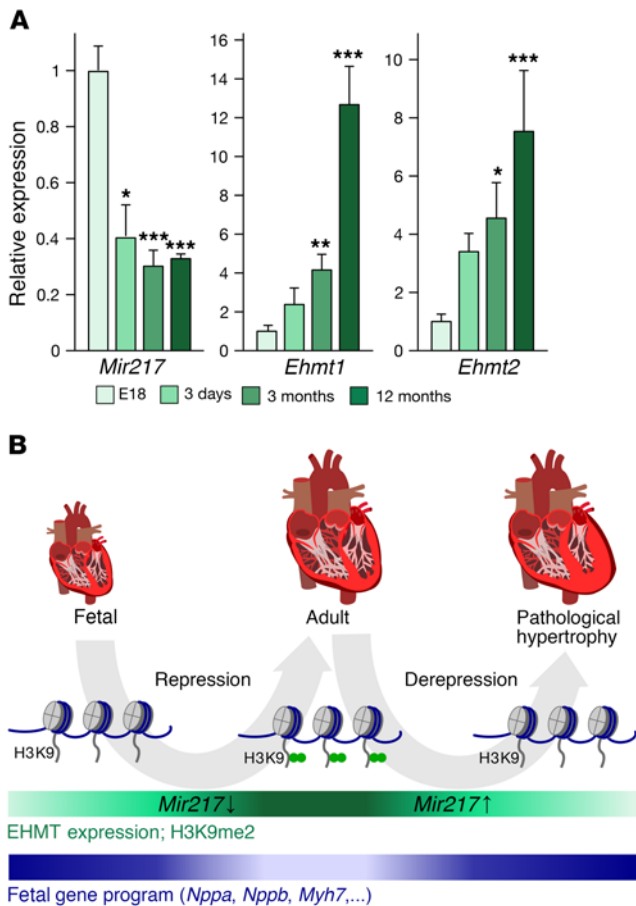 A
Relative expression
1
0.8
0.6
0.4
0.2
0
*
***
***
Mir217
16
14
12
10
8
6
4
2
0
**
***
Ehmt1
10
8
6
4
2
0
*
***
Ehmt2
E18
3 days
3 months
12 months
B
Fetal
Adult
Pathological
hypertrophy
Repression
Derepression
H3K9
H3K9
H3K9
Mir217↓
Mir217↑
EHMT expression; H3K9me2
Fetal gene program (Nppa, Nppb, Myh7,...)